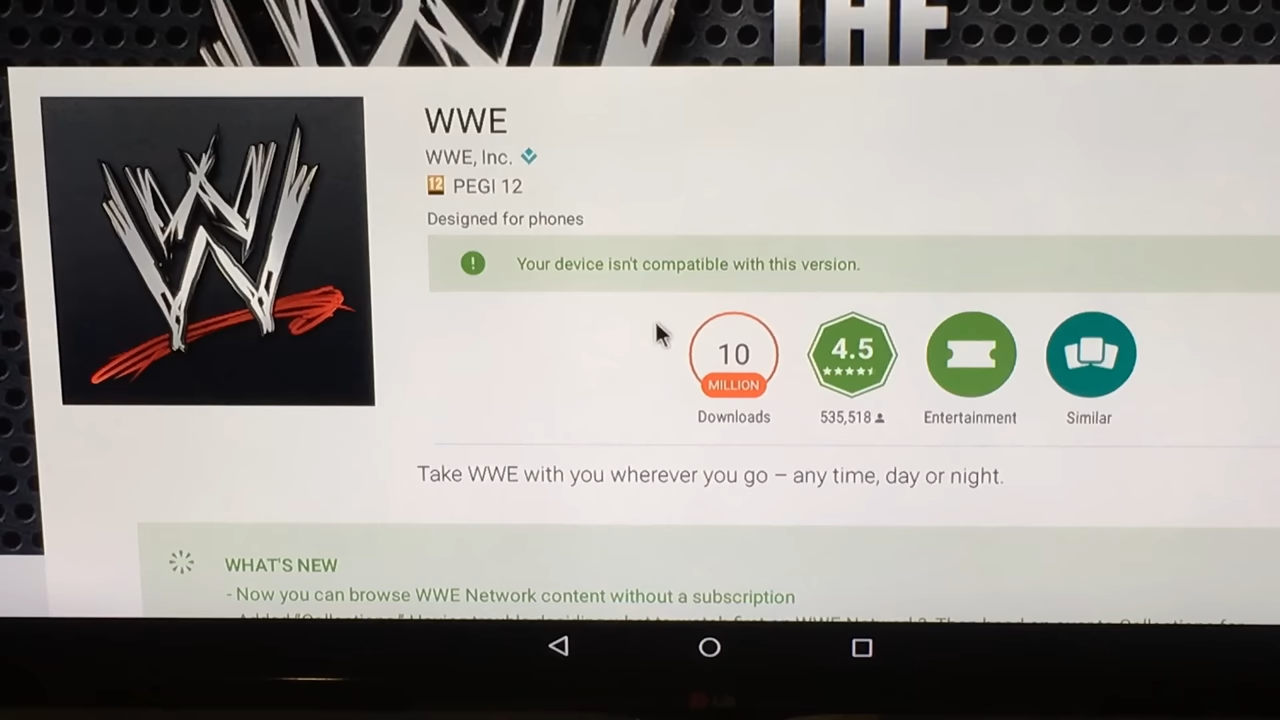 THE
WWE
WWE, Inc.
12 PEGI 12
Designed for phones
! Your device isn't compatible with this version.
10
MILLION
Downloads
4.5
535,518
Entertainment
Similar
Take WWE with you wherever you go – any time, day or night.
WHAT'S NEW
- Now you can browse WWE Network content without a subscription